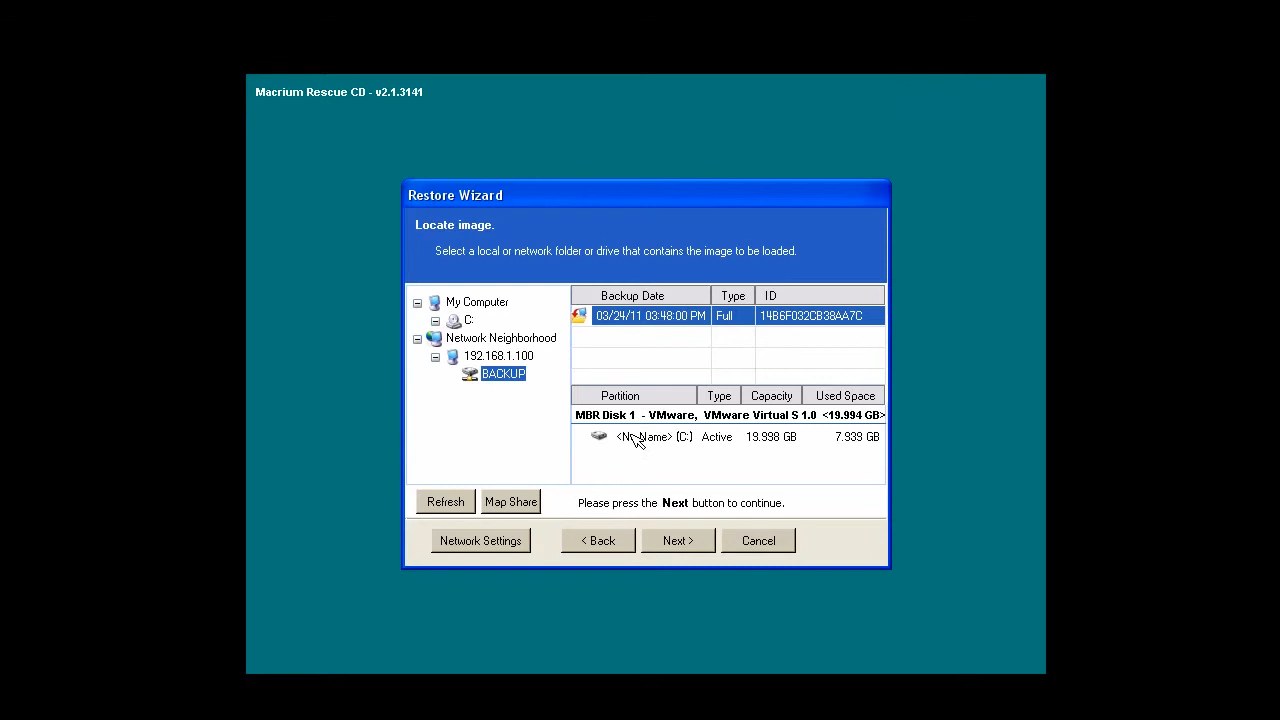 Macrium Rescue CD - v2.1.3141
Restore Wizard
Locate image.
Select a local or network folder or drive that contains the image to be loaded.
My Computer
C:
Network Neighborhood
192.168.1.100
BACKUP
Backup Date Type ID
03/24/11 03:48:00 PM Full 14B6F032CB38AA7C
Partition Type Capacity Used Space
MBR Disk 1 - VMware, VMware Virtual S 1.0 <19.994 GB>
Name> (C:) Active 19.998 GB 7.939 GB
Refresh Map Share Please press the Next button to continue.
Network Settings < Back Next > Cancel